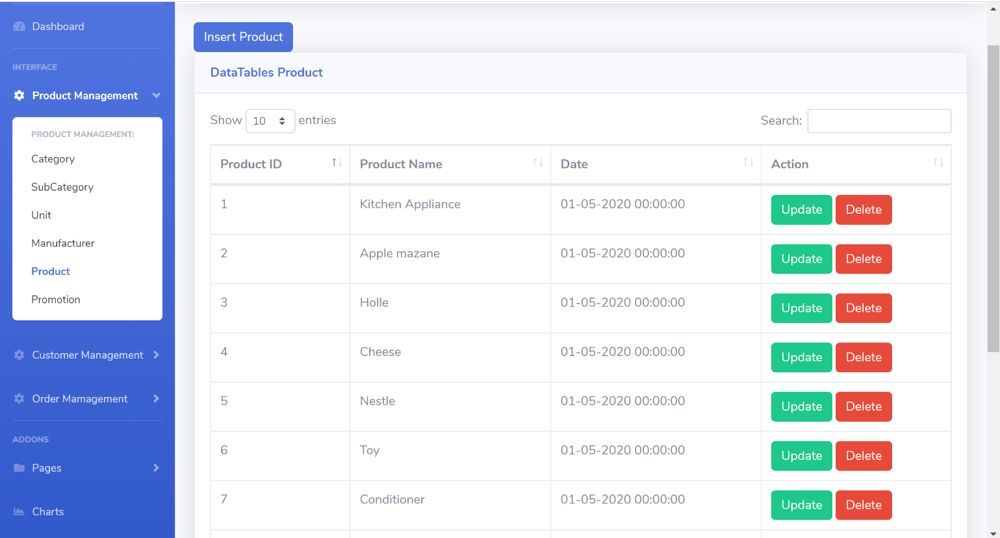 Dashboard
INTERFACE
Product Management
PRODUCT MANAGEMENT:
Category
SubCategory
Unit
Manufacturer
Product
Promotion
Customer Management
Order Mamagement
ADDONS
Pages
Charts
Insert Product
DataTables Product
Show 10 entries Search:
Product ID Product Name Date Action
1 Kitchen Appliance 01-05-2020 00:00:00 Update Delete
2 Apple mazane 01-05-2020 00:00:00 Update Delete
3 Holle 01-05-2020 00:00:00 Update Delete
4 Cheese 01-05-2020 00:00:00 Update Delete
5 Nestle 01-05-2020 00:00:00 Update Delete
6 Toy 01-05-2020 00:00:00 Update Delete
7 Conditioner 01-05-2020 00:00:00 Update Delete